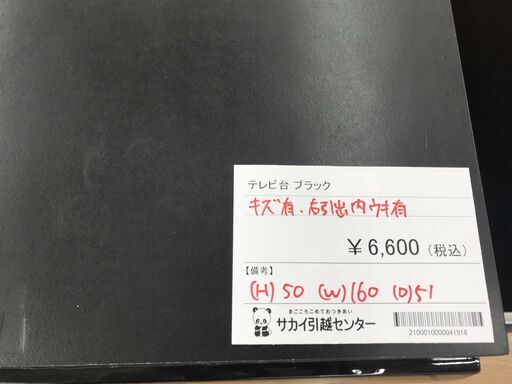 テレビ台 ブラック
キズ有．右引出内ウキ有
￥6,600（税込）
【備考】
(H)50 (W)160 (D)51
まごころこめておつきあい
サカイ引越センター
2100010000041916